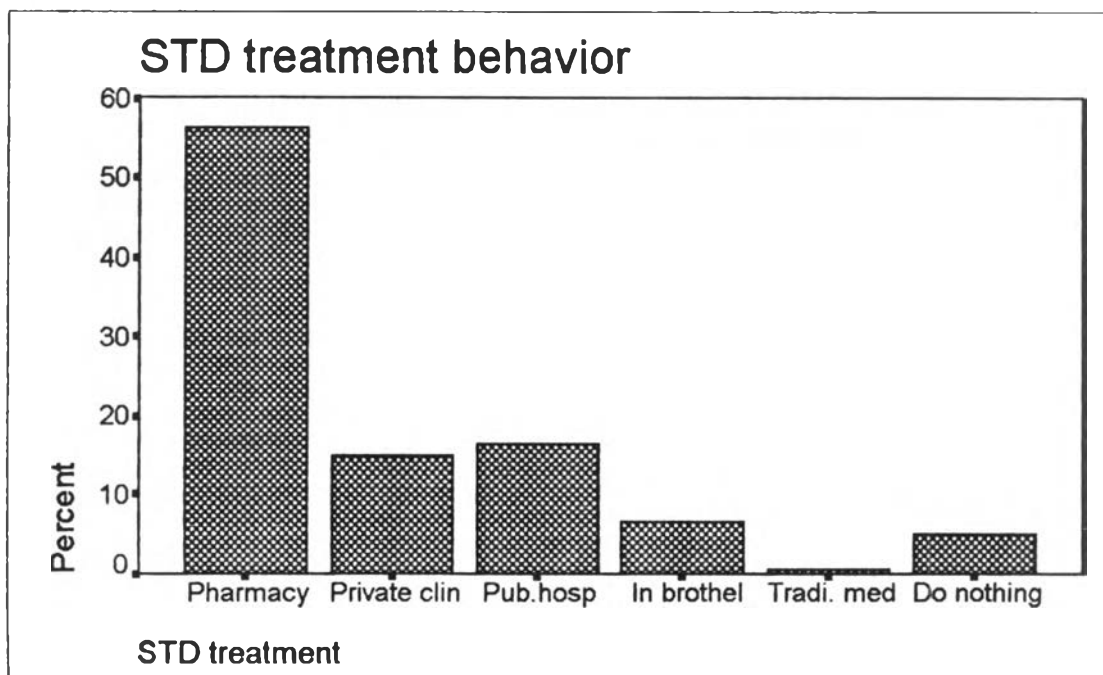 STD treatment behavior
60
50
40
30
20
10
0
Percent
Pharmacy Private clin Pub.hosp In brothel Tradi. med Do nothing
STD treatment